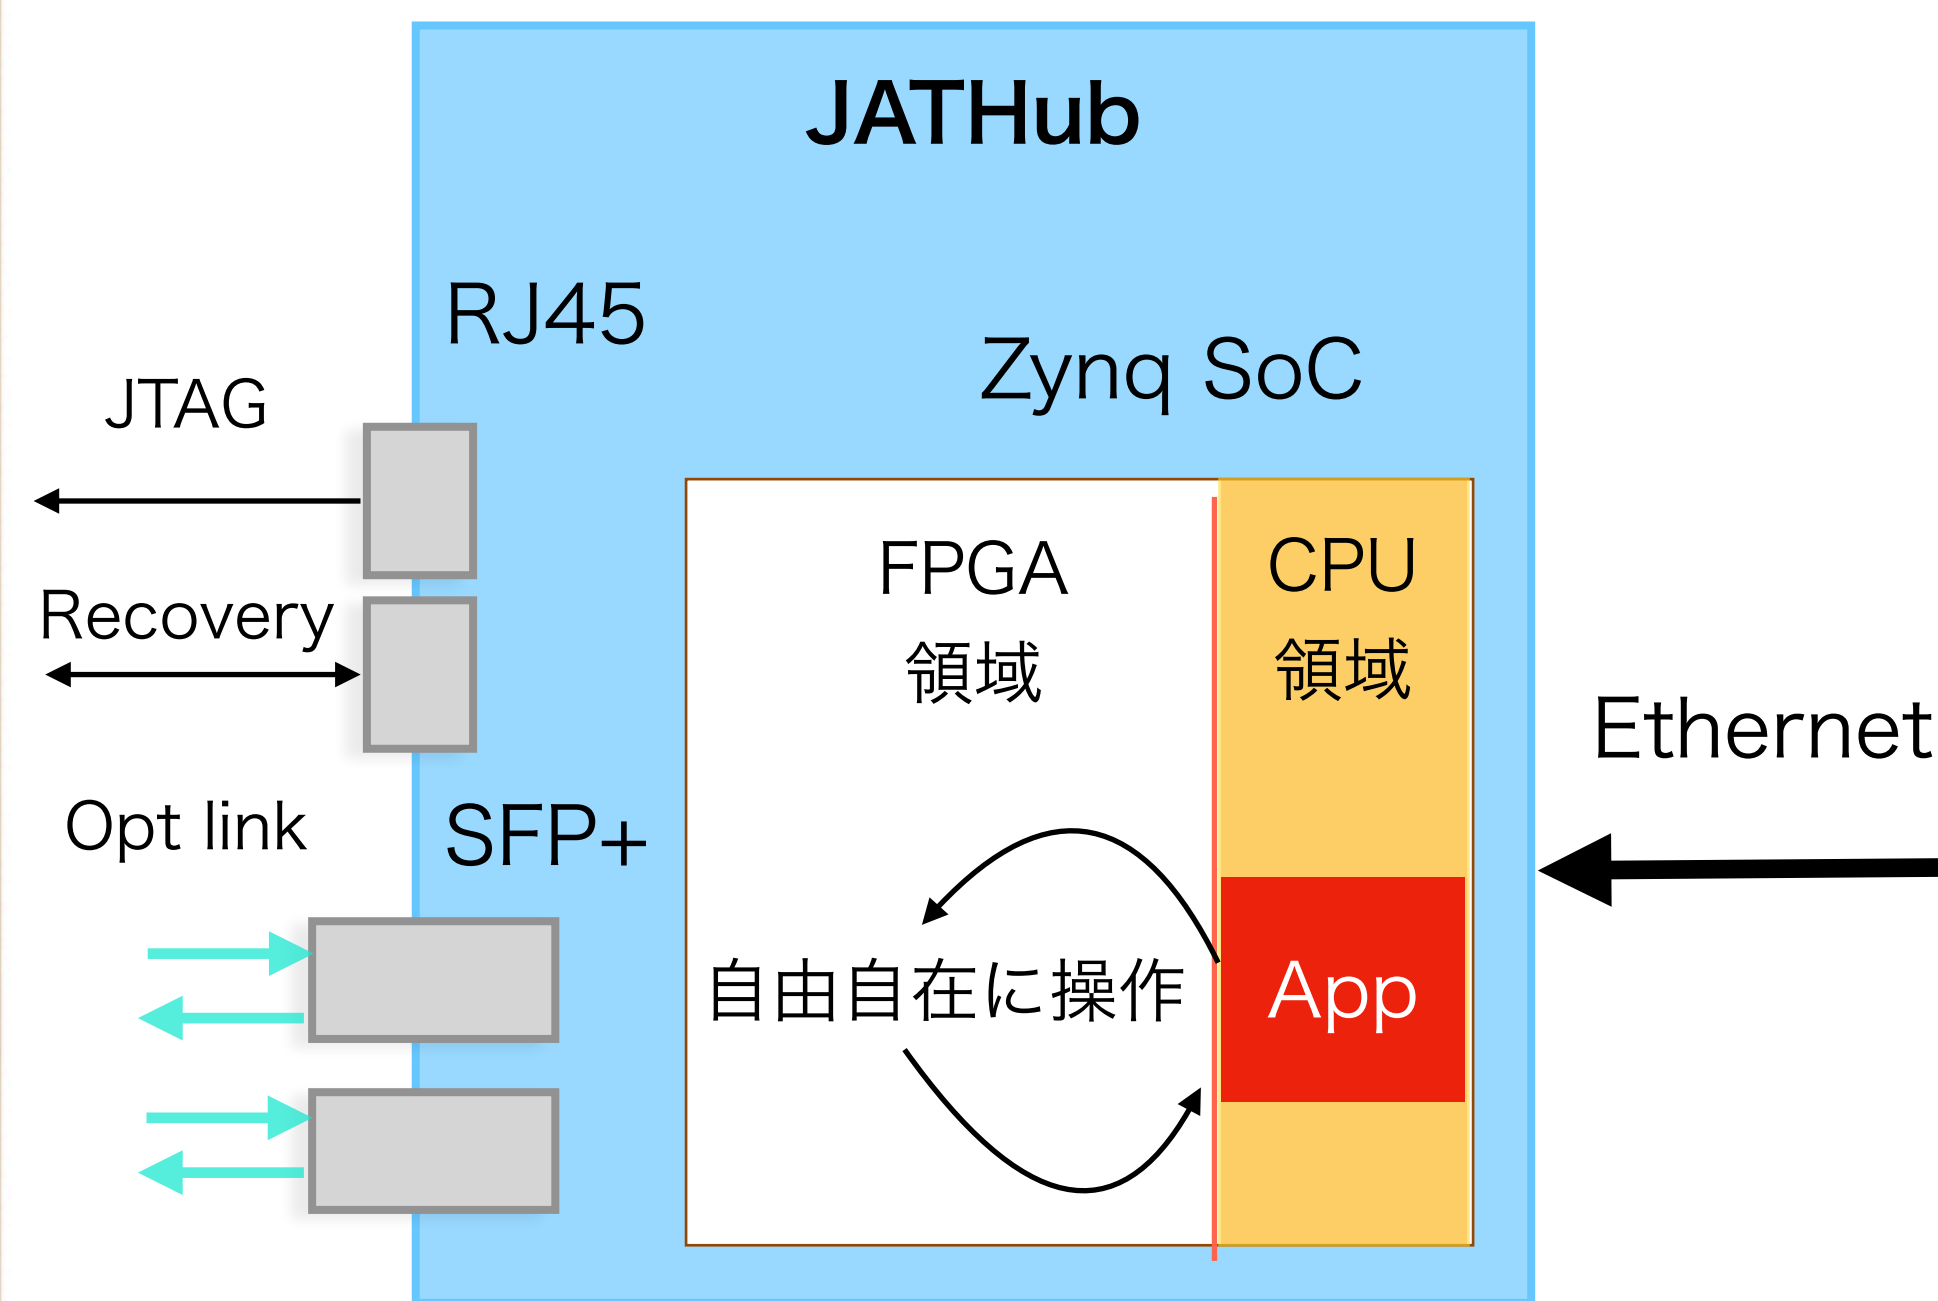 JATHub
RJ45
Zynq SoC
JTAG
Recovery
Opt link
SFP+
FPGA
領域
CPU
領域
Ethernet
自由自在に操作
App